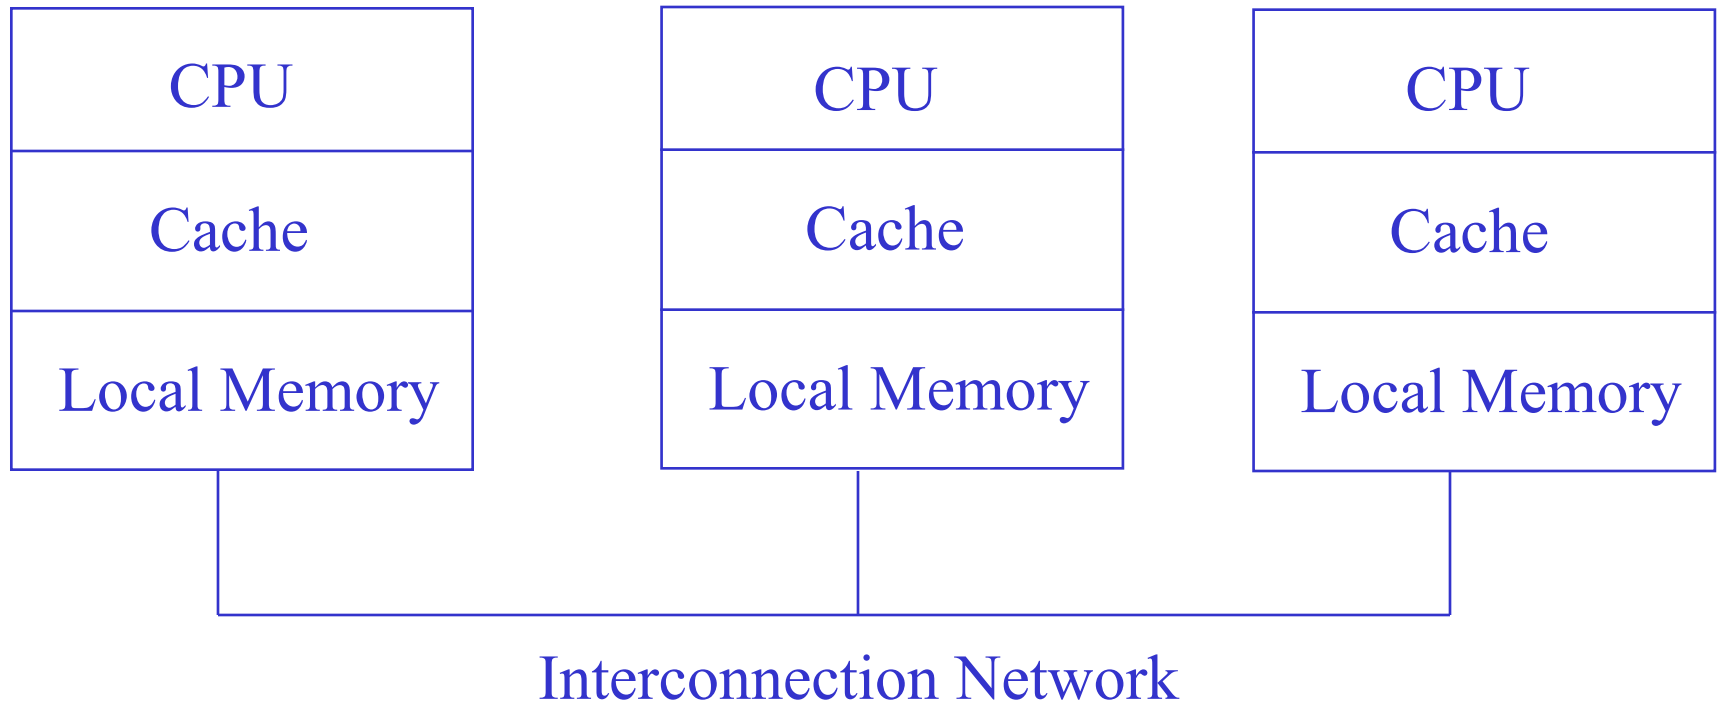 CPU
Cache
Local Memory
CPU
Cache
Local Memory
CPU
Cache
Local Memory
Interconnection Network